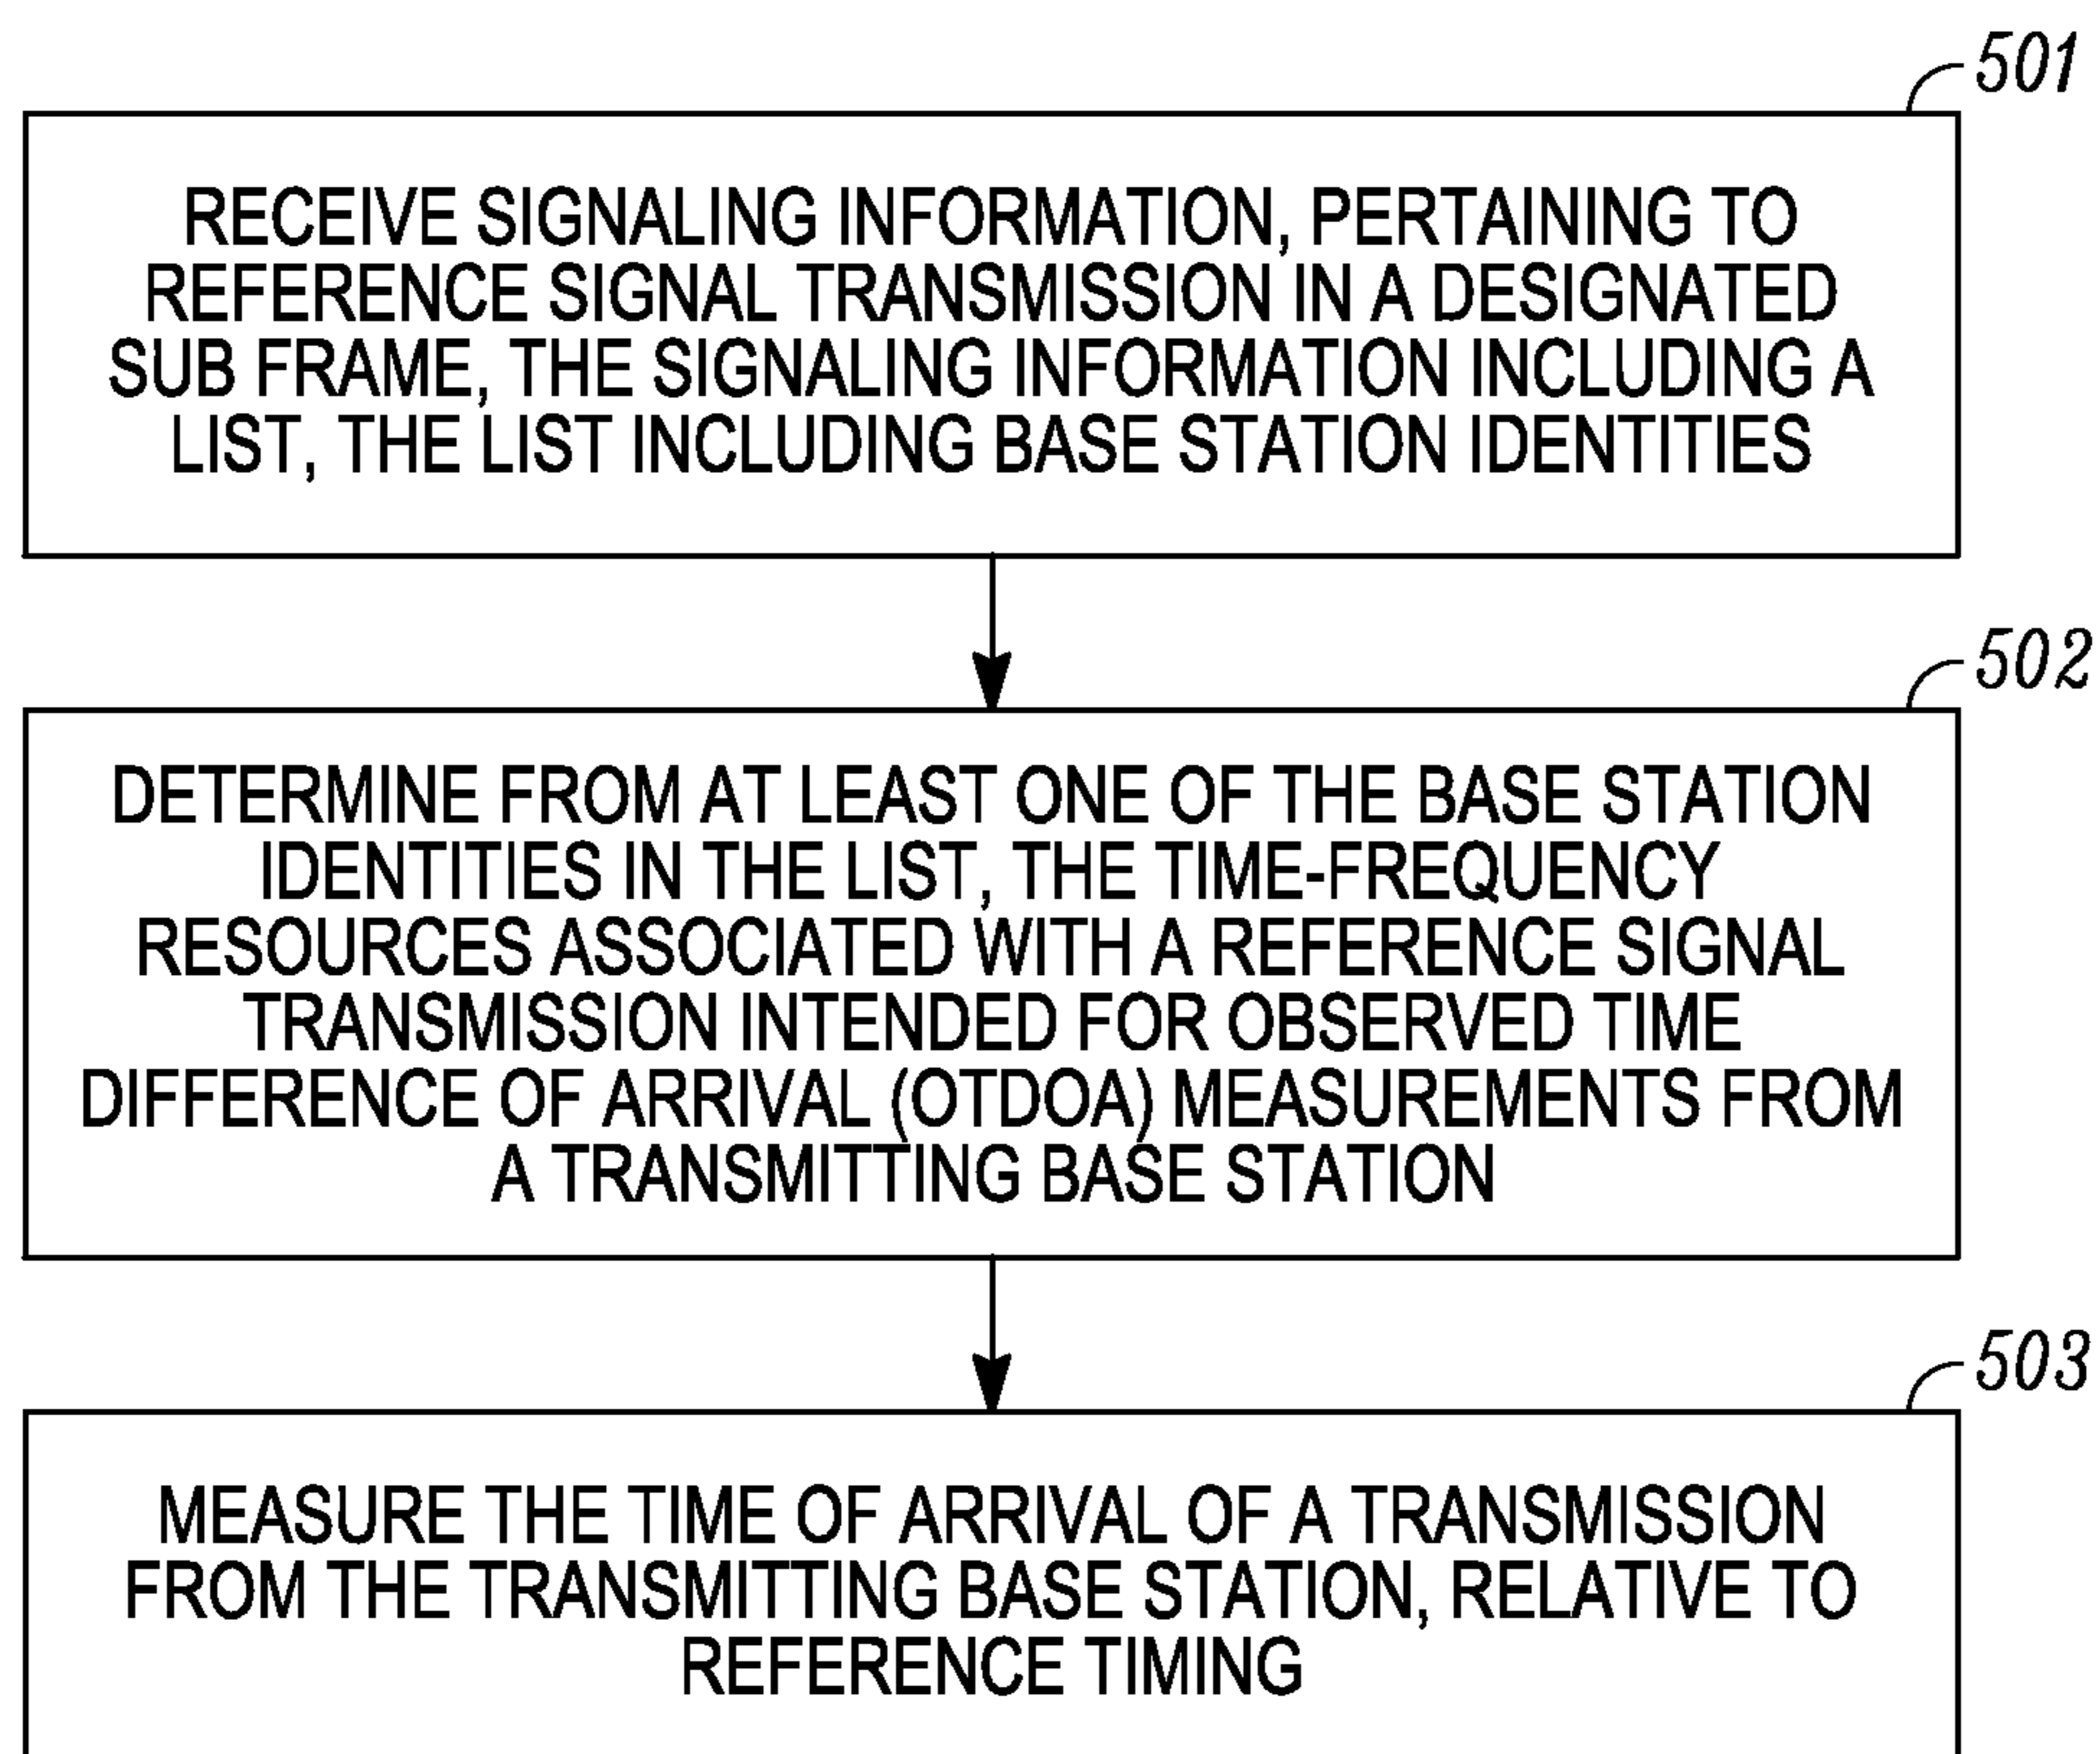 501
RECEIVE SIGNALING INFORMATION, PERTAINING TO
REFERENCE SIGNAL TRANSMISSION IN A DESIGNATED
SUB FRAME, THE SIGNALING INFORMATION INCLUDING A
LIST, THE LIST INCLUDING BASE STATION IDENTITIES
502
DETERMINE FROM AT LEAST ONE OF THE BASE STATION
IDENTITIES IN THE LIST, THE TIME-FREQUENCY
RESOURCES ASSOCIATED WITH A REFERENCE SIGNAL
TRANSMISSION INTENDED FOR OBSERVED TIME
DIFFERENCE OF ARRIVAL (OTDOA) MEASUREMENTS FROM
A TRANSMITTING BASE STATION
503
MEASURE THE TIME OF ARRIVAL OF A TRANSMISSION
FROM THE TRANSMITTING BASE STATION, RELATIVE TO
REFERENCE TIMING